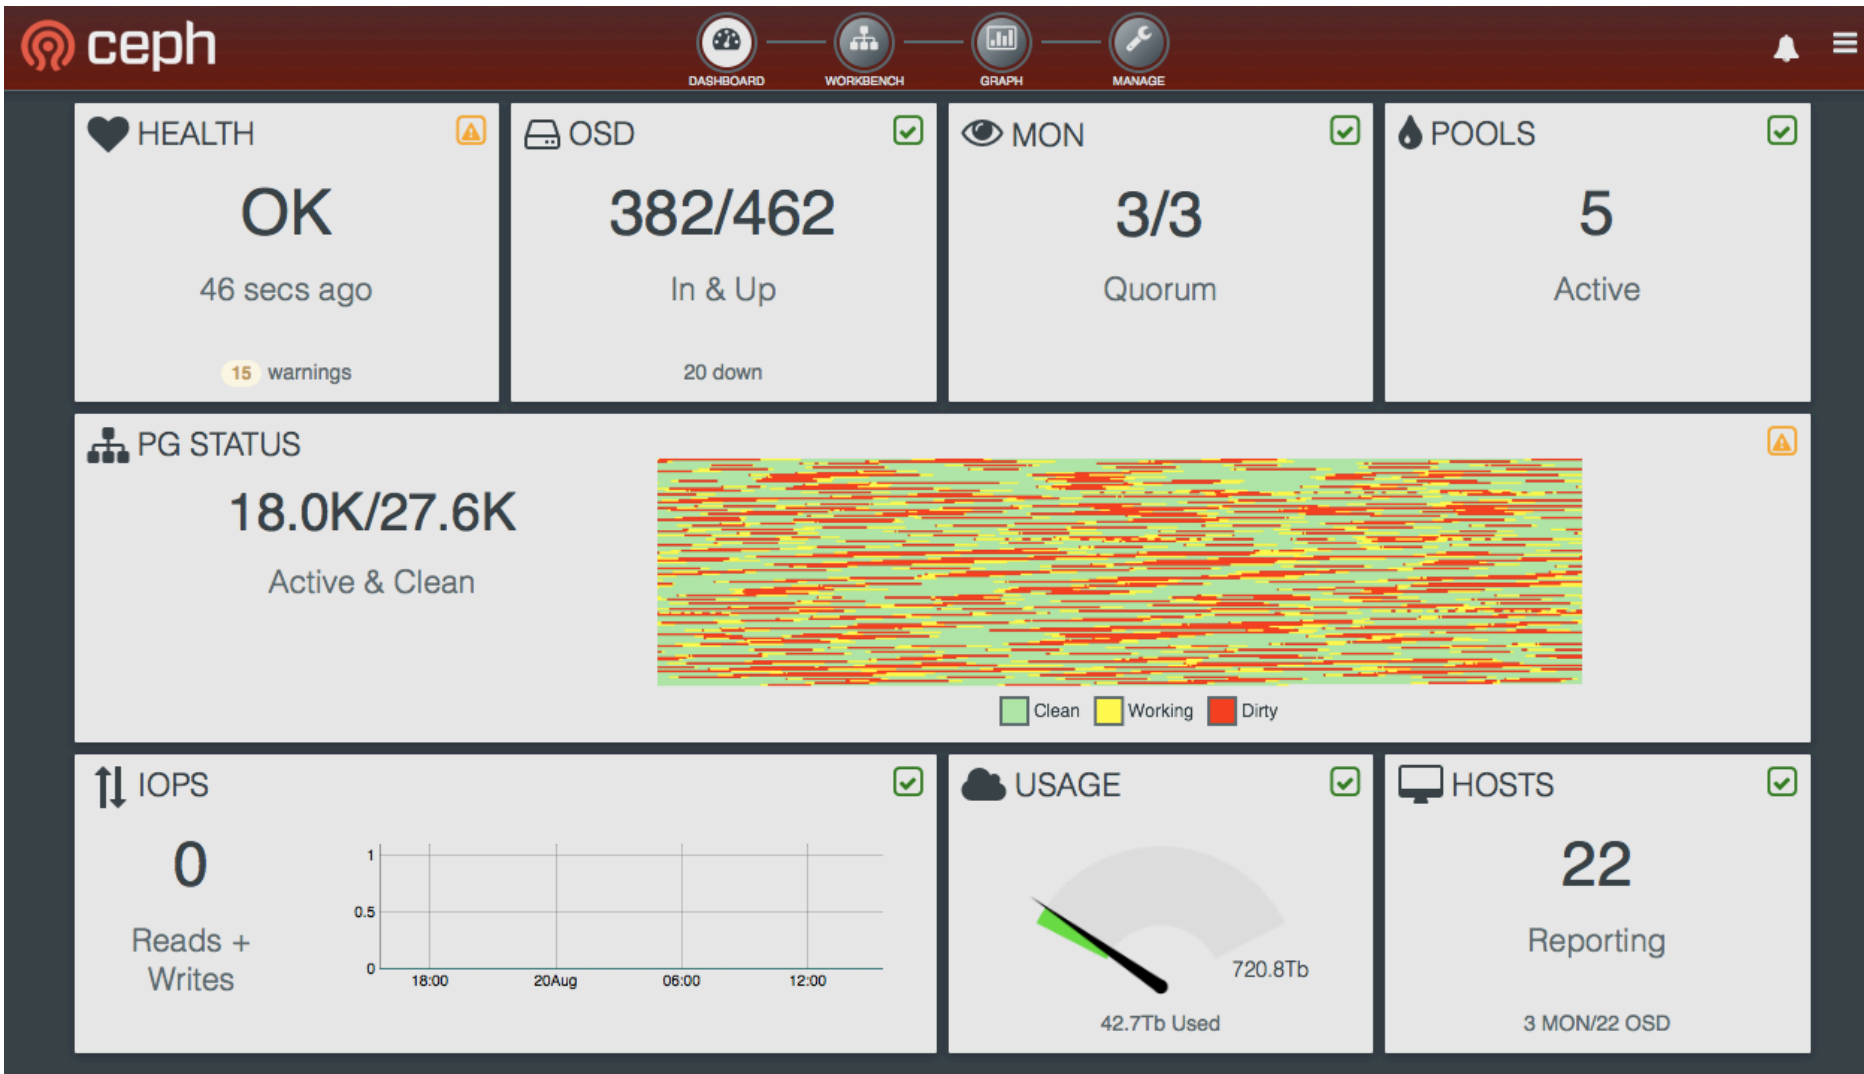 ceph
DASHBOARD
WORKBENCH
GRAPH
MANAGE
HEALTH
OK
46 secs ago
15 warnings
OSD
382/462
In & Up
20 down
MON
3/3
Quorum
POOLS
5
Active
PG STATUS
18.0K/27.6K
Active & Clean
Clean Working Dirty
IOPS
0
Reads +
Writes
1
0.5
0
18:00 20Aug 06:00 12:00
USAGE
720.8Tb
42.7Tb Used
HOSTS
22
Reporting
3 MON/22 OSD